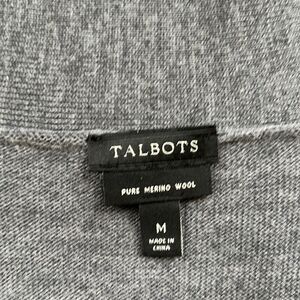 TALBOTS
PURE MERINO WOOL
M
MADE IN
CHINA